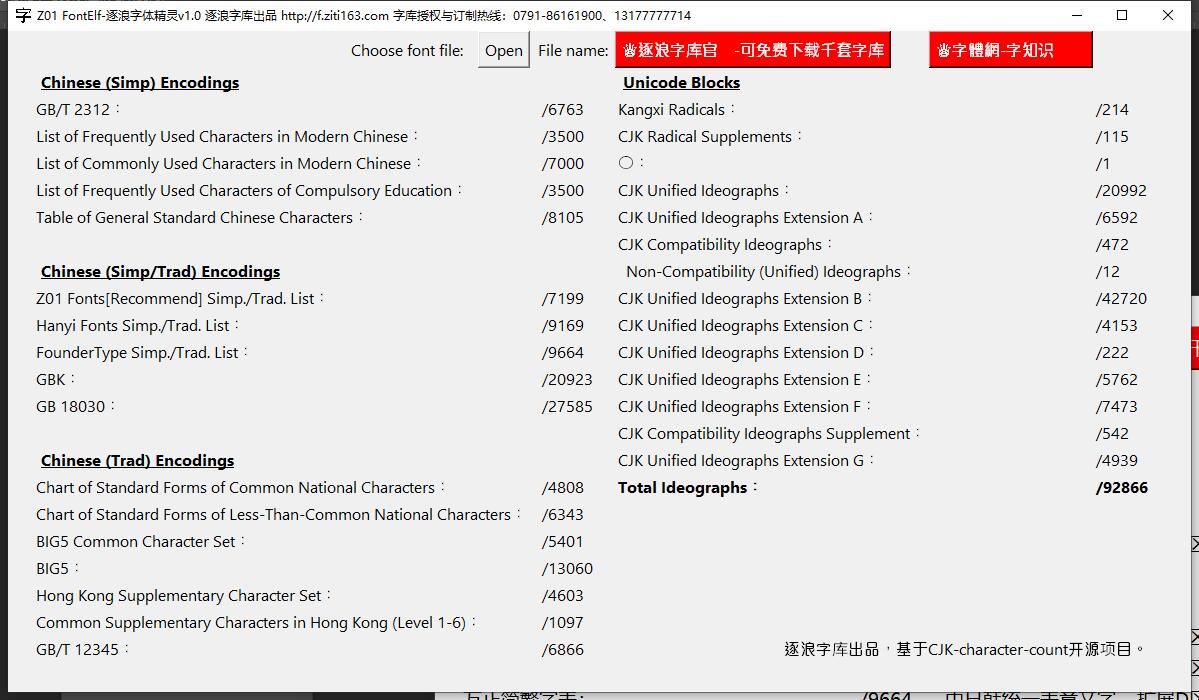 字 Z01 FontElf-逐浪字体精灵v1.0 逐浪字库出品 http://f.ziti163.com 字库授权与订制热线：0791-86161900、13177777714
Choose font file: Open File name: ♨逐浪字库官 -可免费下载千套字库 ♨字體網-字知识
Chinese (Simp) Encodings
GB/T 2312： /6763
List of Frequently Used Characters in Modern Chinese： /3500
List of Commonly Used Characters in Modern Chinese： /7000
List of Frequently Used Characters of Compulsory Education： /3500
Table of General Standard Chinese Characters： /8105
Chinese (Simp/Trad) Encodings
Z01 Fonts[Recommend] Simp./Trad. List： /7199
Hanyi Fonts Simp./Trad. List： /9169
FounderType Simp./Trad. List： /9664
GBK： /20923
GB 18030： /27585
Chinese (Trad) Encodings
Chart of Standard Forms of Common National Characters： /4808
Chart of Standard Forms of Less-Than-Common National Characters： /6343
BIG5 Common Character Set： /5401
BIG5： /13060
Hong Kong Supplementary Character Set： /4603
Common Supplementary Characters in Hong Kong (Level 1-6)： /1097
GB/T 12345： /6866
Unicode Blocks
Kangxi Radicals： /214
CJK Radical Supplements： /115
〇： /1
CJK Unified Ideographs： /20992
CJK Unified Ideographs Extension A： /6592
CJK Compatibility Ideographs： /472
Non-Compatibility (Unified) Ideographs： /12
CJK Unified Ideographs Extension B： /42720
CJK Unified Ideographs Extension C： /4153
CJK Unified Ideographs Extension D： /222
CJK Unified Ideographs Extension E： /5762
CJK Unified Ideographs Extension F： /7473
CJK Compatibility Ideographs Supplement： /542
CJK Unified Ideographs Extension G： /4939
Total Ideographs： /92866
逐浪字库出品，基于CJK-character-count开源项目。
/9664